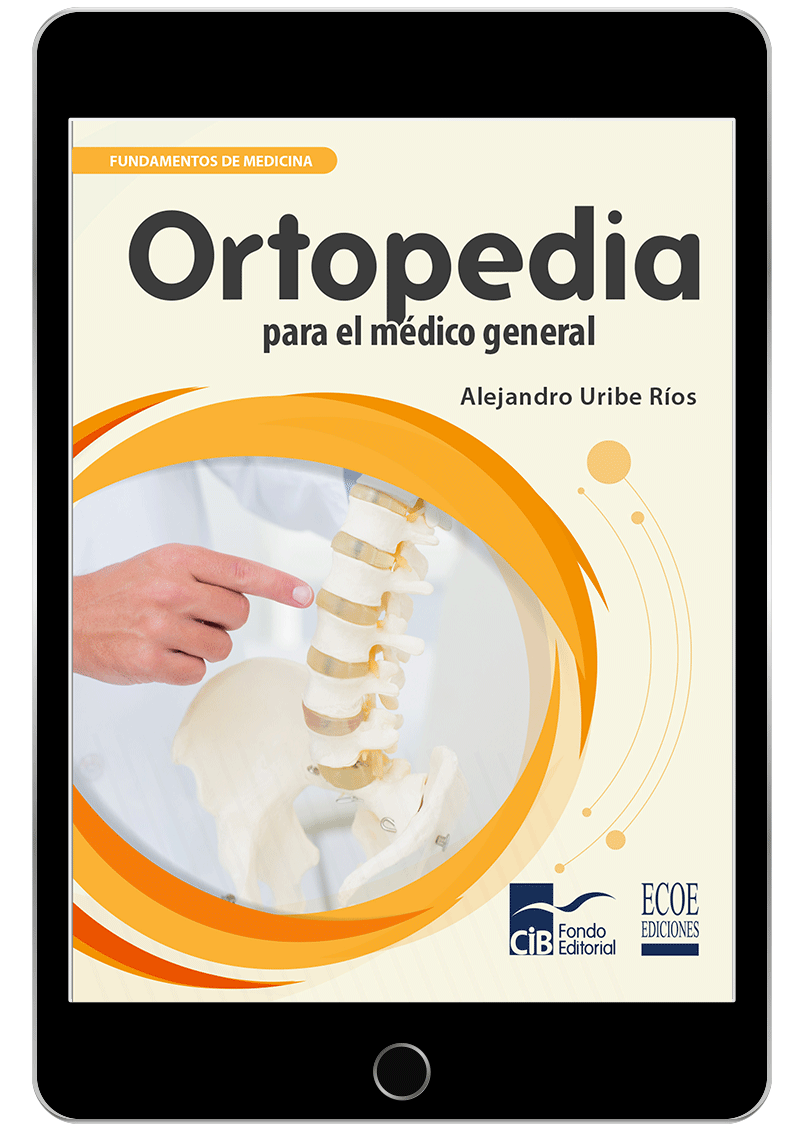 FUNDAMENTOS DE MEDICINA
Ortopedia
para el médico general
Alejandro Uribe Ríos
CIB Fondo
Editorial
ECOE
EDICIONES